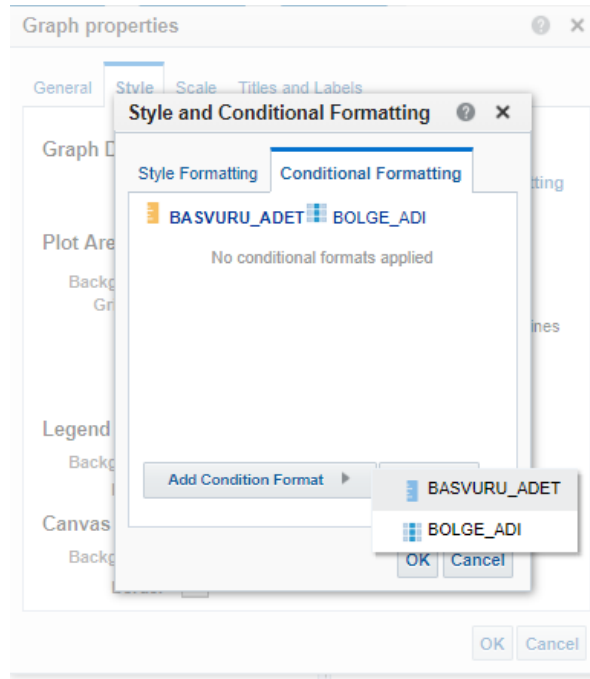 Graph properties
General Style Scale Titles and Labels
Style and Conditional Formatting
Graph D
Style Formatting Conditional Formatting
tting
BASVURU_ADET BOLGE_ADI
No conditional formats applied
Plot Are
Backg
Gr
ines
Legend
Backg
Add Condition Format
BASVURU_ADET
BOLGE_ADI
Canvas
Backg
OK Cancel
OK Cancel